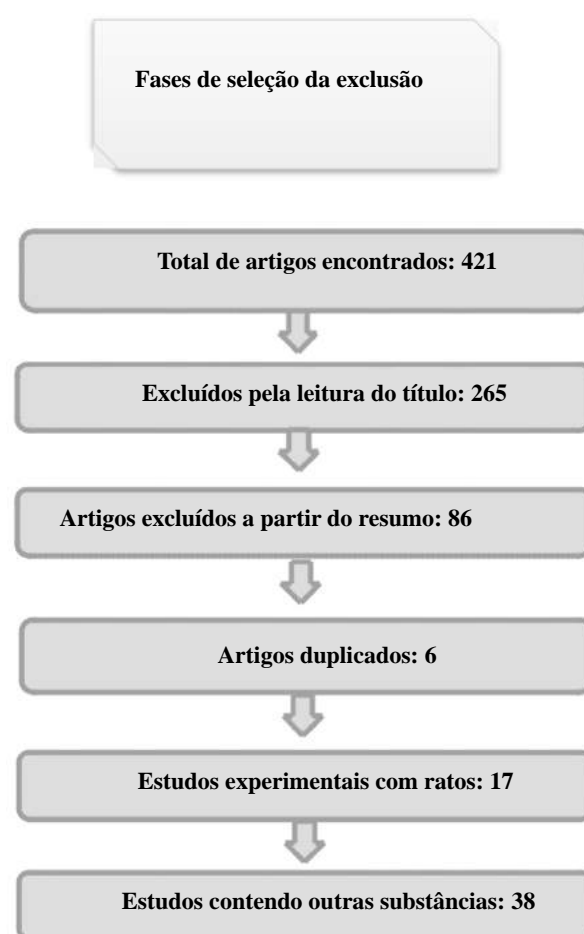 Fases de seleção da exclusão
Total de artigos encontrados: 421
Excluídos pela leitura do título: 265
Artigos excluídos a partir do resumo: 86
Artigos duplicados: 6
Estudos experimentais com ratos: 17
Estudos contendo outras substâncias: 38